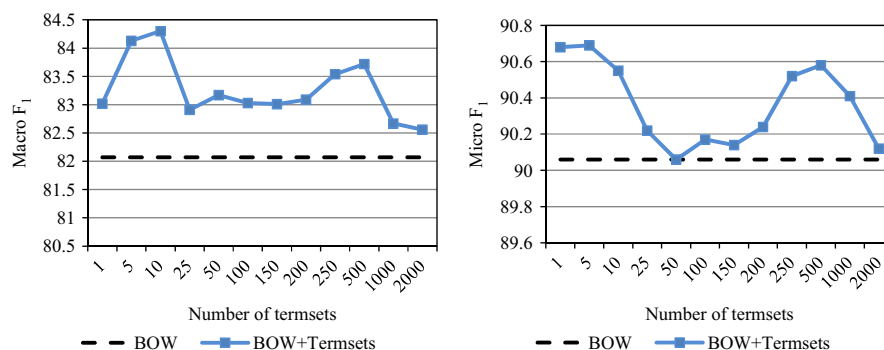 Macro F1
84.5
84
83.5
83
82.5
82
81.5
81
80.5
1 5 10 25 50 100 150 200 250 500 1000 2000
Number of termsets
BOW BOW+Termsets
Micro F1
90.8
90.6
90.4
90.2
90
89.8
89.6
1 5 10 25 50 100 150 200 250 500 1000 2000
Number of termsets
BOW BOW+Termsets